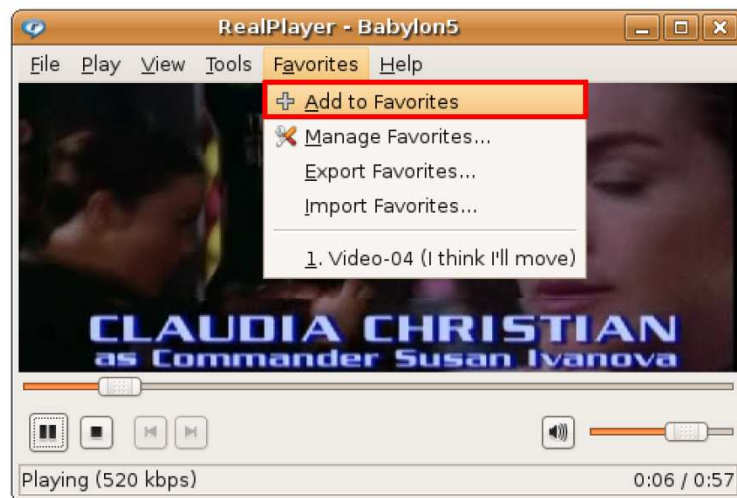 RealPlayer - Babylon5
File Play View Tools Favorites Help
Add to Favorites
Manage Favorites...
Export Favorites...
Import Favorites...
1. Video-04 (I think I'll move)
CLAUDIA CHRISTIAN
as Commander Susan Ivanova
Playing (520 kbps) 0:06 / 0:57